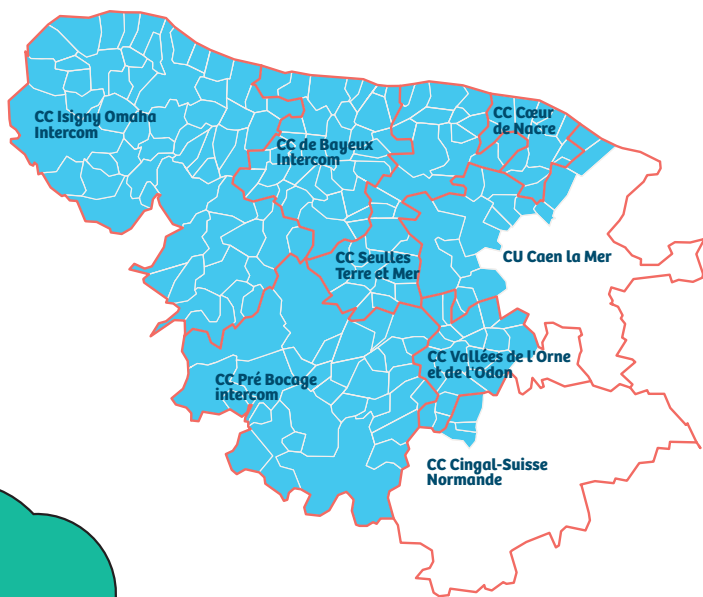 CC Isigny Omaha
Intercom
CC de Bayeux
Intercom
CC Cœur
de Nacre
CC Seulles
Terre et Mer
CU Caen la Mer
CC Vallées de l'Orne
et de l'Odon
CC Pré Bocage
intercom
CC Cingal-Suisse
Normande